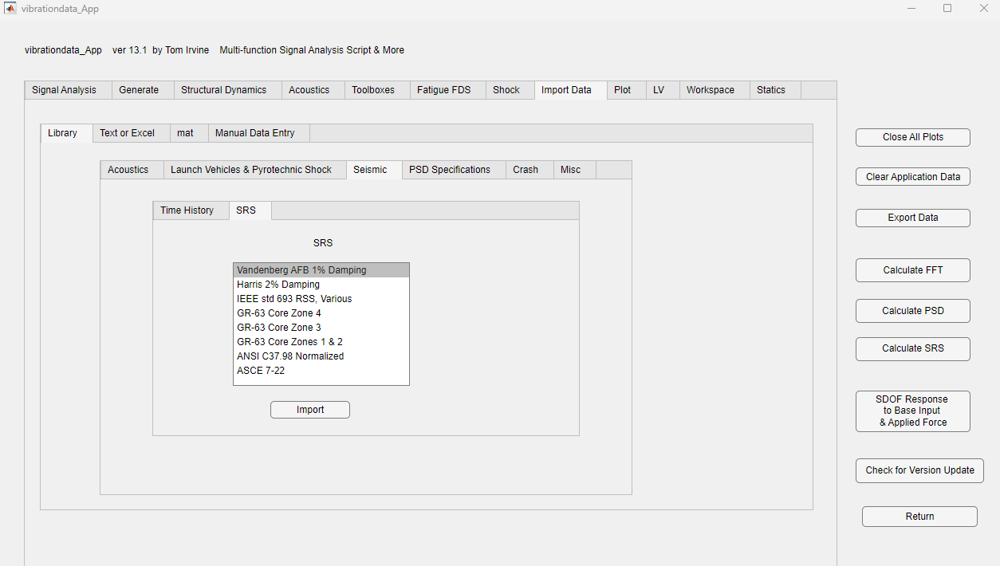 vibrationdata_App
vibrationdata_App ver 13.1 by Tom Irvine Multi-function Signal Analysis Script & More
Signal Analysis Generate Structural Dynamics Acoustics Toolboxes Fatigue FDS Shock Import Data Plot LV Workspace Statics
Library Text or Excel mat Manual Data Entry
Acoustics Launch Vehicles & Pyrotechnic Shock Seismic PSD Specifications Crash Misc
Time History SRS
SRS
Vandenberg AFB 1% Damping
Harris 2% Damping
IEEE std 693 RSS, Various
GR-63 Core Zone 4
GR-63 Core Zone 3
GR-63 Core Zones 1 & 2
ANSI C37.98 Normalized
ASCE 7-22
Import
Close All Plots
Clear Application Data
Export Data
Calculate FFT
Calculate PSD
Calculate SRS
SDOF Response
to Base Input
& Applied Force
Check for Version Update
Return